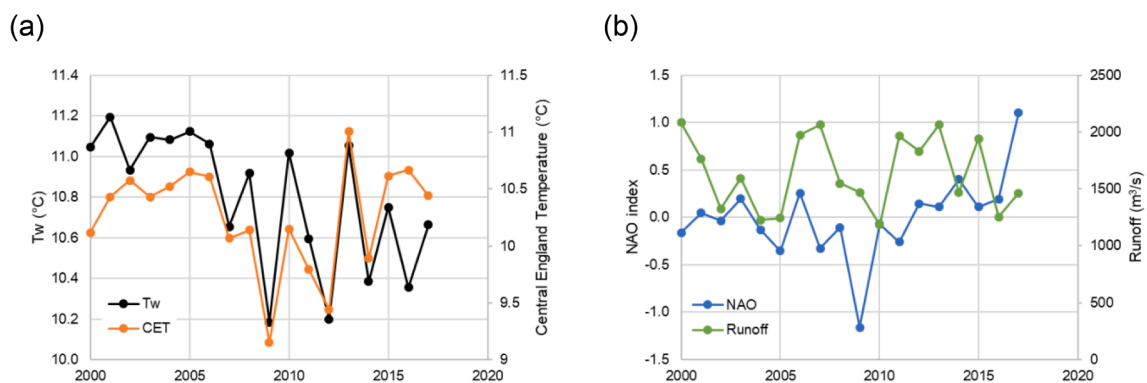 (a)
(b)
11.4
11.2
11.0
10.8
10.6
10.4
10.2
10.0
Tw (°C)
11.5
11
10.5
10
9.5
9
Central England Temperature (°C)
Tw
CET
2000 2005 2010 2015 2020
1.5
1.0
0.5
0.0
-0.5
-1.0
-1.5
NAO index
2500
2000
1500
1000
500
0
Runoff (m³/s)
NAO
Runoff
2000 2005 2010 2015 2020